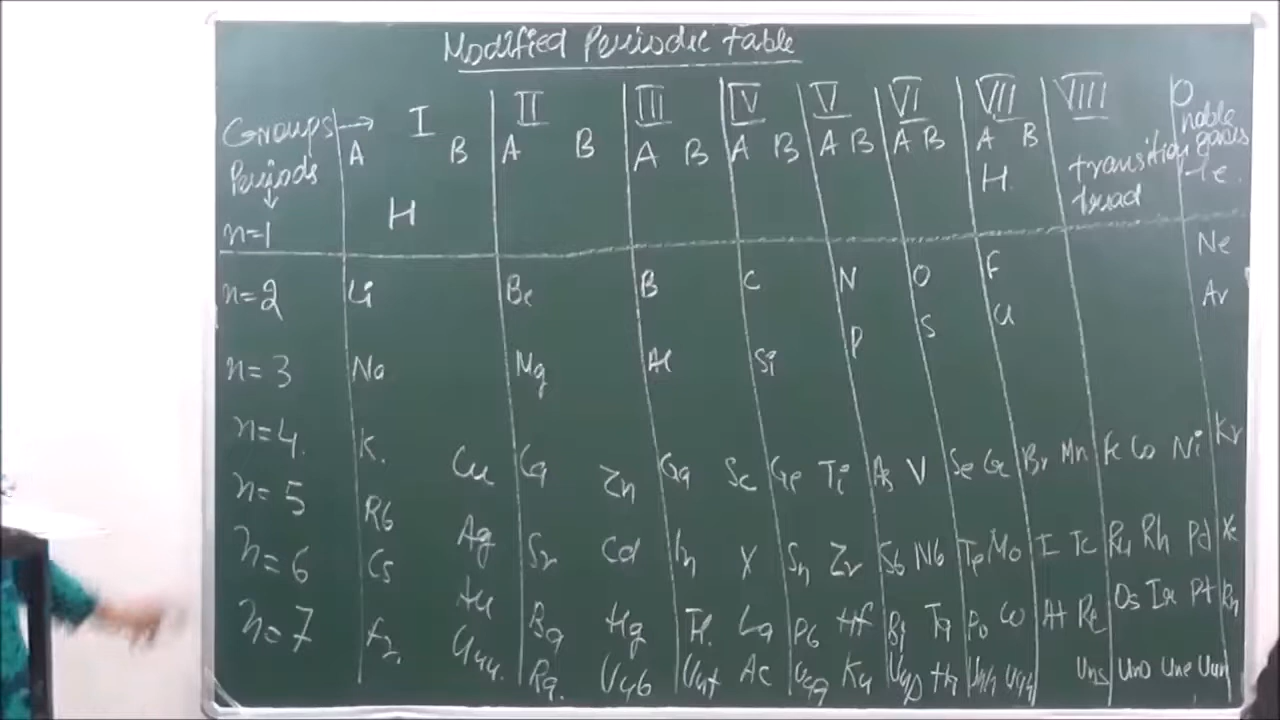 Modified Periodic table
Groups → I II III IV V VI VII VIII O
A B A B A B A B A B A B A B noble gases
Periods ↓ H transition triad
n=1 H
Ne
n=2 Li Be B C N O F
Ar
n=3 Na Mg Al Si P S Cl
n=4 K. Cu Ca Zn Ga Sc Ge Ti As V Se Cr Br Mn Fe Co Ni Kr
n=5 Rb Ag Sr Cd In Y Sn Zr Sb Nb Te Mo I Tc Ru Rh Pd Xe
n=6 Cs Au Ba Hg Tl La Pb Hf Bi Ta Po W At Re Os Ir Pt Rn
n=7 Fr Uuu Ra. Uub Uut Ac Uuq Ku Uup Ha Uuh Uns Uno Une Uun